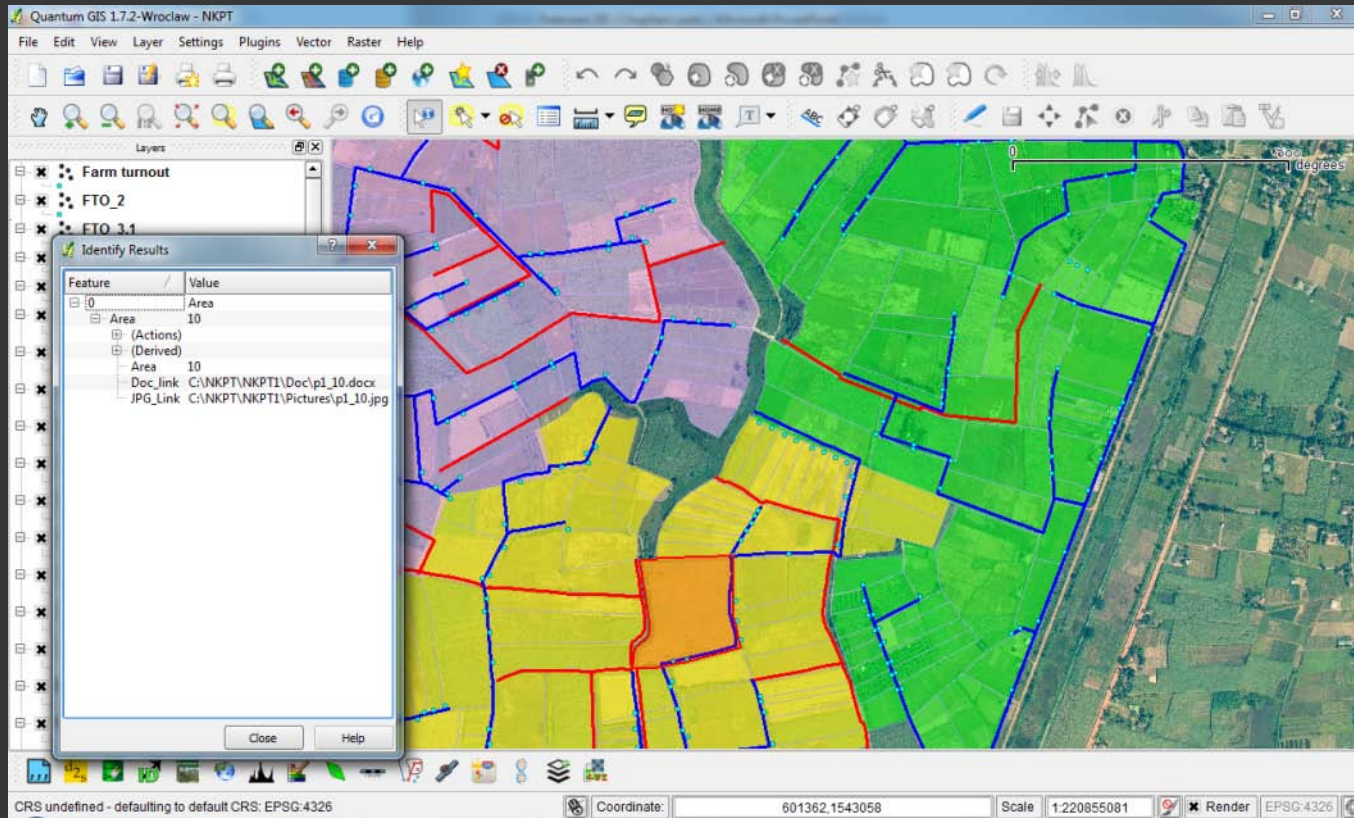 Quantum GIS 1.7.2-Wroclaw - NKPT
File Edit View Layer Settings Plugins Vector Raster Help
Layers
Farm turnout
FTO_2
FTO_3.1
0
degrees
Identify Results
Feature Value
0 Area
Area 10
(Actions)
(Derived)
Area 10
Doc_link C:\NKPT\NKPT1\Doc\p1_10.docx
JPG_Link C:\NKPT\NKPT1\Pictures\p1_10.jpg
Close Help
CRS undefined - defaulting to default CRS: EPSG:4326
Coordinate: 601362,1543058 Scale 1:220855081 Render EPSG:4326